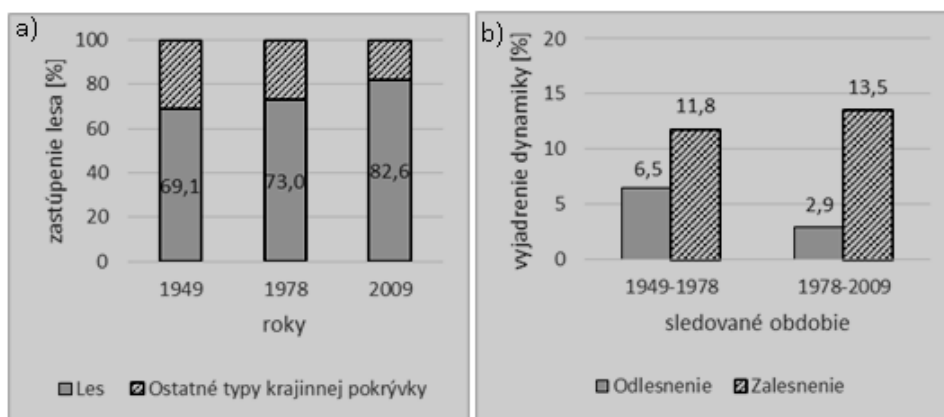 a)
zastúpenie lesa [%]
100
80
60
40
20
0
69,1
73,0
82,6
1949
1978
2009
roky
Les
Ostatné typy krajinnej pokrývky
b)
vyjadrenie dynamiky [%]
20
15
10
5
0
6,5
11,8
2,9
13,5
1949-1978
1978-2009
sledované obdobie
Odlesnenie
Zalesnenie